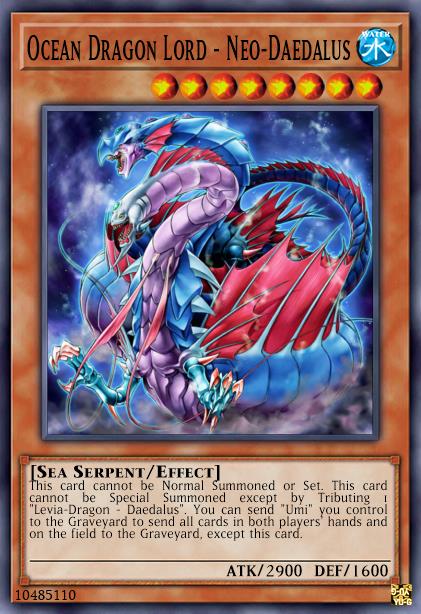 Ocean Dragon Lord - Neo-Daedalus
WATER
水
[Sea Serpent/Effect]
This card cannot be Normal Summoned or Set. This card
cannot be Special Summoned except by Tributing 1
"Levia-Dragon - Daedalus". You can send "Umi" you control
to the Graveyard to send all cards in both players' hands and
on the field to the Graveyard, except this card.
ATK/2900 DEF/1600
10485110